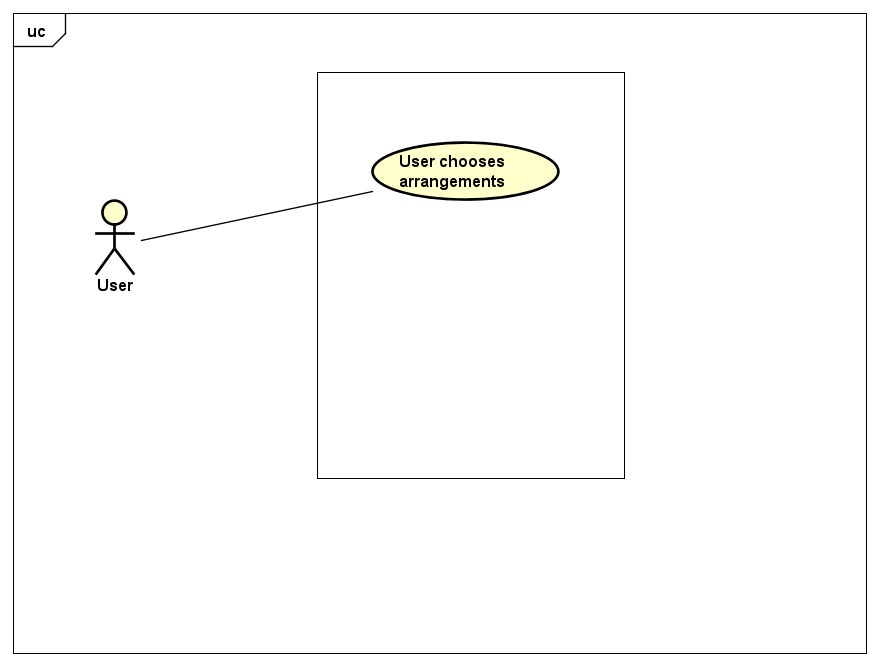 uc
User chooses
arrangements
User